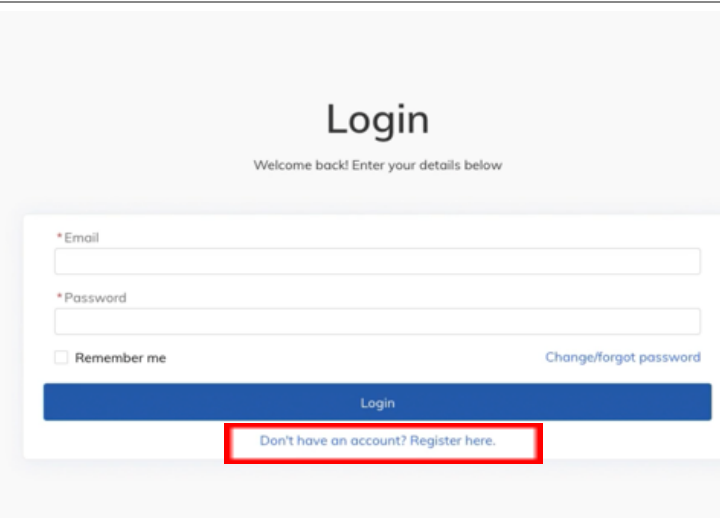 Login
Welcome back! Enter your details below
*Email
*Password
Remember me
Change/forgot password
Login
Don't have an account? Register here.